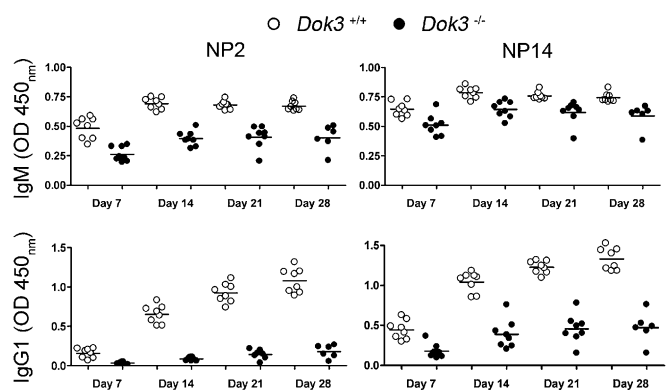 ○ Dok3 +/+ ● Dok3 -/-
NP2 NP14
IgM (OD 450nm)
1.00 1.00
0.75 0.75
0.50 0.50
0.25 0.25
0.00 0.00
Day 7 Day 14 Day 21 Day 28 Day 7 Day 14 Day 21 Day 28
IgG1 (OD 450nm)
1.5 1.5
1.0 1.0
0.5 0.5
0.0 0.0
Day 7 Day 14 Day 21 Day 28 Day 7 Day 14 Day 21 Day 28